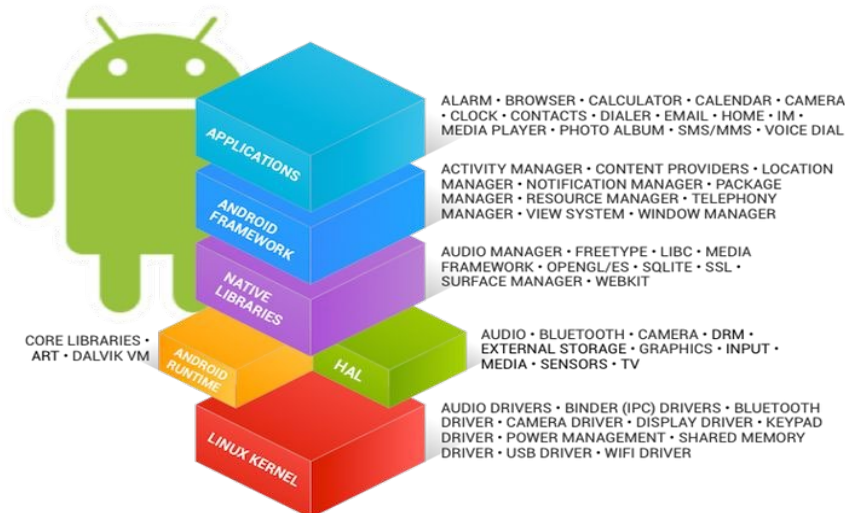 APPLICATIONS
ALARM • BROWSER • CALCULATOR • CALENDAR • CAMERA
• CLOCK • CONTACTS • DIALER • EMAIL • HOME • IM •
MEDIA PLAYER • PHOTO ALBUM • SMS/MMS • VOICE DIAL
ANDROID
FRAMEWORK
ACTIVITY MANAGER • CONTENT PROVIDERS • LOCATION
MANAGER • NOTIFICATION MANAGER • PACKAGE
MANAGER • RESOURCE MANAGER • TELEPHONY
MANAGER • VIEW SYSTEM • WINDOW MANAGER
NATIVE
LIBRARIES
AUDIO MANAGER • FREETYPE • LIBC • MEDIA
FRAMEWORK • OPENGL/ES • SQLITE • SSL •
SURFACE MANAGER • WEBKIT
CORE LIBRARIES •
ART • DALVIK VM
ANDROID
RUNTIME
HAL
AUDIO • BLUETOOTH • CAMERA • DRM •
EXTERNAL STORAGE • GRAPHICS • INPUT •
MEDIA • SENSORS • TV
LINUX KERNEL
AUDIO DRIVERS • BINDER (IPC) DRIVERS • BLUETOOTH
DRIVER • CAMERA DRIVER • DISPLAY DRIVER • KEYPAD
DRIVER • POWER MANAGEMENT • SHARED MEMORY
DRIVER • USB DRIVER • WIFI DRIVER